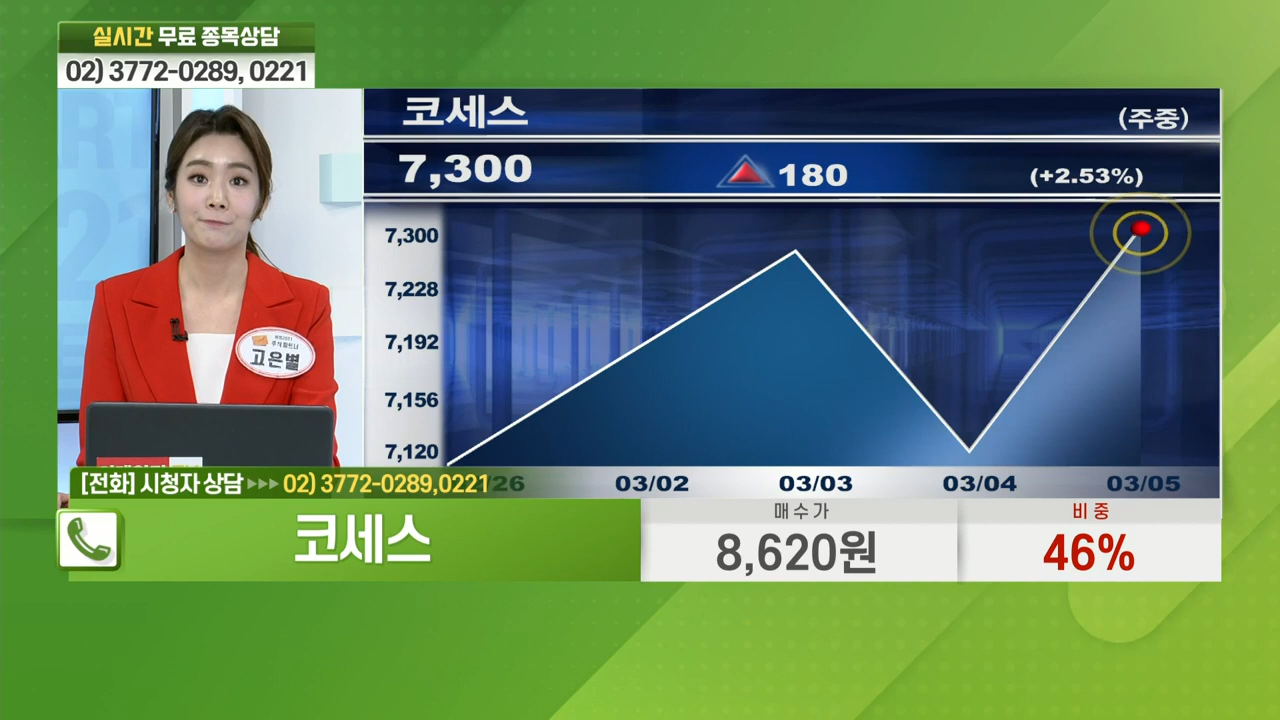 실시간 무료 종목상담
02) 3772-0289, 0221
코세스
(주중)
7,300
180
(+2.53%)
7,300
7,228
7,192
7,156
7,120
고은별
26
03/02
03/03
03/04
03/05
[전화] 시청자 상담 ▷▷▷ 02) 3772-0289,0221
코세스
매수가
8,620원
비중
46%